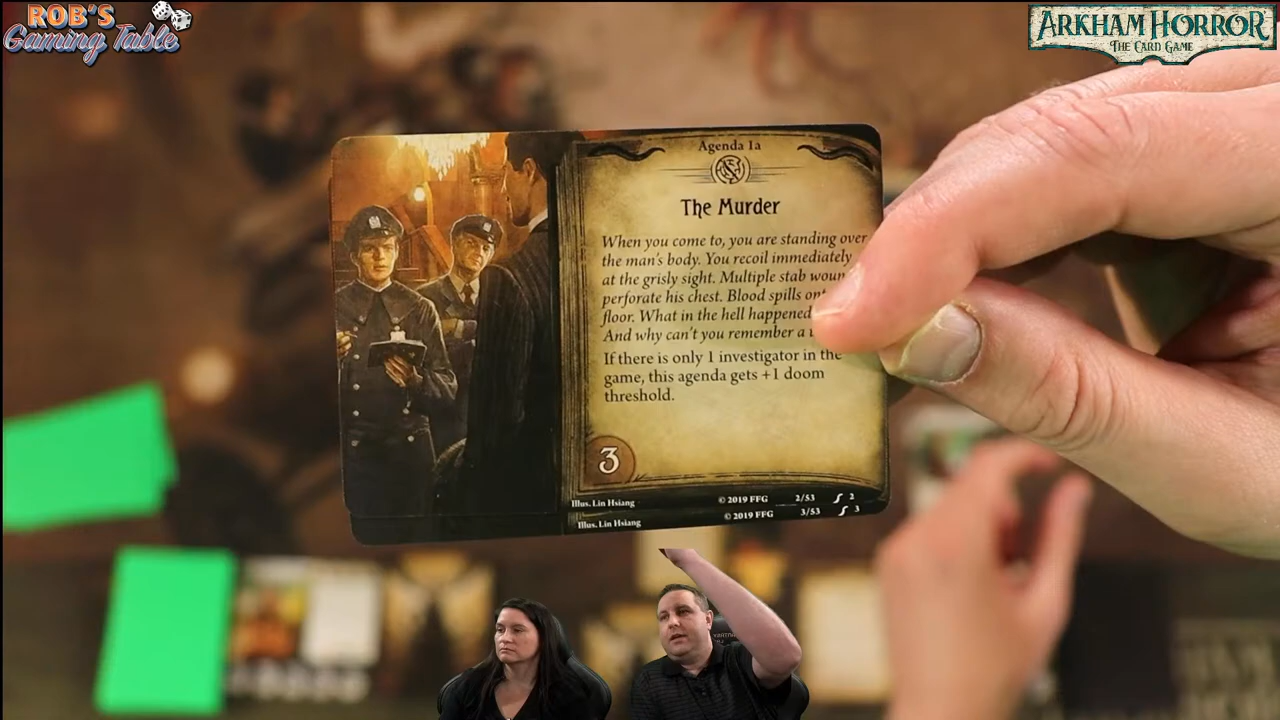 ROB'S
Gaming Table
ARKHAM HORROR
THE CARD GAME
Agenda 1a
The Murder
When you come to, you are standing over
the man's body. You recoil immediately
at the grisly sight. Multiple stab
perforate his chest. Blood spills
floor. What in the hell happened
And why can't you remember a
If there is only 1 investigator in the
game, this agenda gets +1 doom
threshold.
3
Illus. Lin Hsiang © 2019 FFG 2/53 2
Illus. Lin Hsiang © 2019 FFG 3/53 3